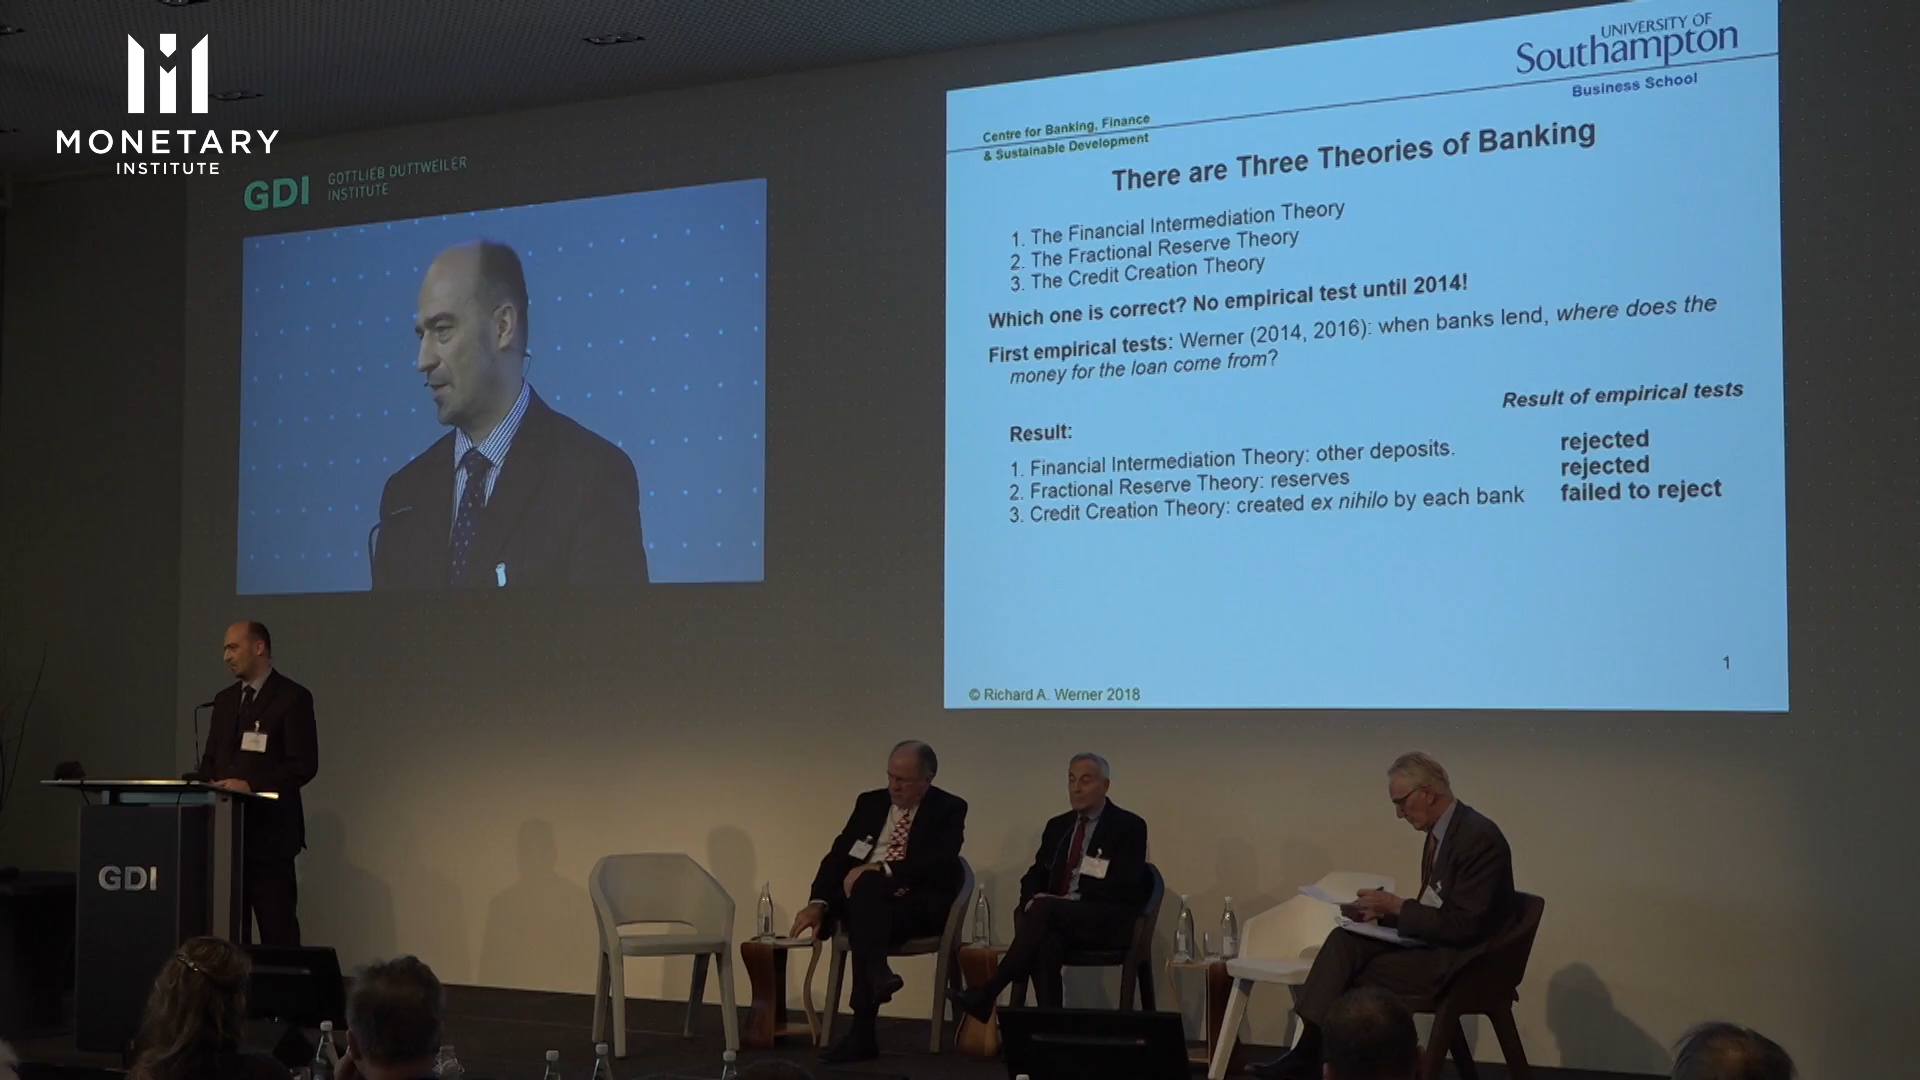 MONETARY
INSTITUTE
GDI
GOTTLIEB DUTTWEILER
INSTITUTE
UNIVERSITY OF
Southampton
Business School
Centre for Banking, Finance
& Sustainable Development
There are Three Theories of Banking
1. The Financial Intermediation Theory
2. The Fractional Reserve Theory
3. The Credit Creation Theory
Which one is correct? No empirical test until 2014!
First empirical tests: Werner (2014, 2016): when banks lend, where does the
money for the loan come from?
Result of empirical tests
Result:
1. Financial Intermediation Theory: other deposits. rejected
2. Fractional Reserve Theory: reserves rejected
3. Credit Creation Theory: created ex nihilo by each bank failed to reject
1
© Richard A. Werner 2018
GDI